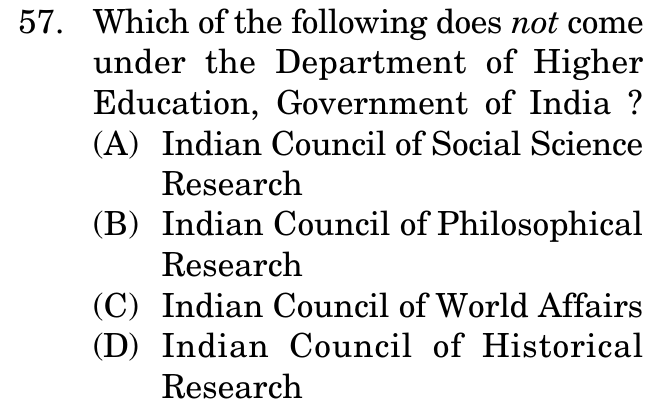 57. Which of the following does not come
under the Department of Higher
Education, Government of India ?
(A) Indian Council of Social Science
Research
(B) Indian Council of Philosophical
Research
(C) Indian Council of World Affairs
(D) Indian Council of Historical
Research